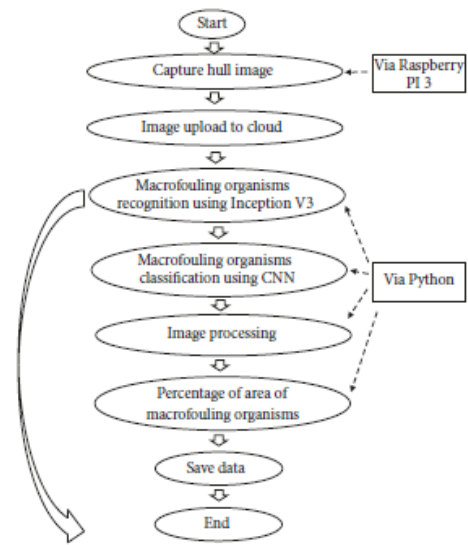 Start
Capture hull image
Via Raspberry
PI 3
Image upload to cloud
Macrofouling organisms
recognition using Inception V3
Macrofouling organisms
classification using CNN
Via Python
Image processing
Percentage of area of
macrofouling organisms
Save data
End